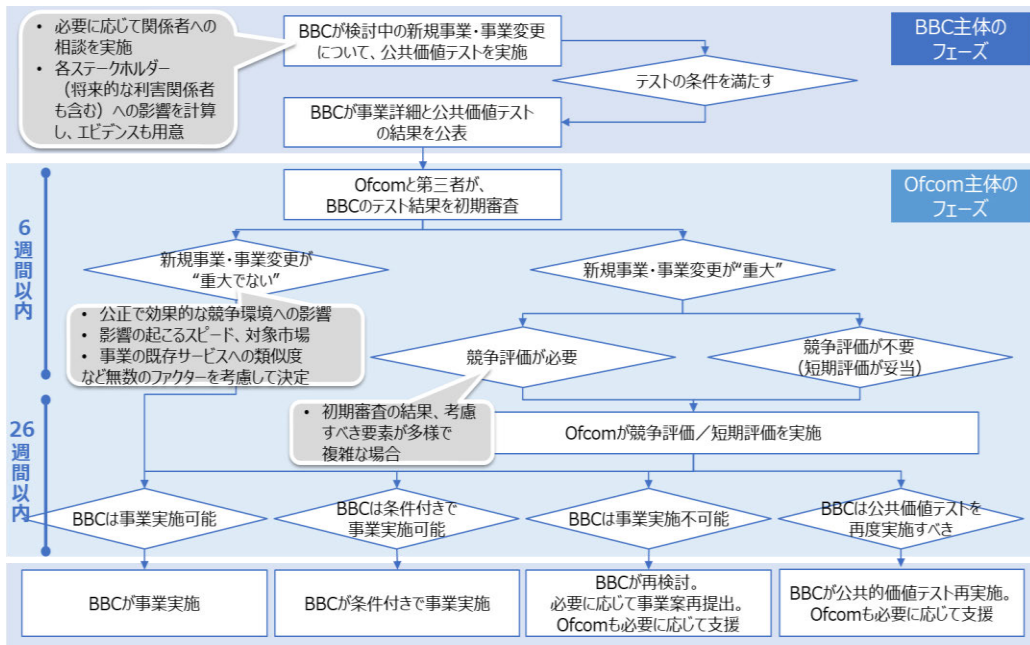 • 必要に応じて関係者への
相談を実施
• 各ステークホルダー
（将来的な利害関係者
も含む）への影響を計算
し、エビデンスも用意
BBCが検討中の新規事業・事業変更
について、公共価値テストを実施
BBC主体の
フェーズ
テストの条件を満たす
BBCが事業詳細と公共価値テスト
の結果を公表
Ofcomと第三者が、
BBCのテスト結果を初期審査
Ofcom主体の
フェーズ
6週間以内
新規事業・事業変更が
“重大でない”
新規事業・事業変更が“重大”
• 公正で効果的な競争環境への影響
• 影響の起こるスピード、対象市場
• 事業の既存サービスへの類似度
など無数のファクターを考慮して決定
競争評価が必要
競争評価が不要
(短期評価が妥当)
26週間以内
• 初期審査の結果、考慮
すべき要素が多様で
複雑な場合
Ofcomが競争評価／短期評価を実施
BBCは事業実施可能
BBCは条件付きで
事業実施可能
BBCは事業実施不可能
BBCは公共価値テストを
再度実施すべき
BBCが事業実施
BBCが条件付きで事業実施
BBCが再検討。
必要に応じて事業案再提出。
Ofcomも必要に応じて支援
BBCが公共的価値テスト再実施。
Ofcomも必要に応じて支援